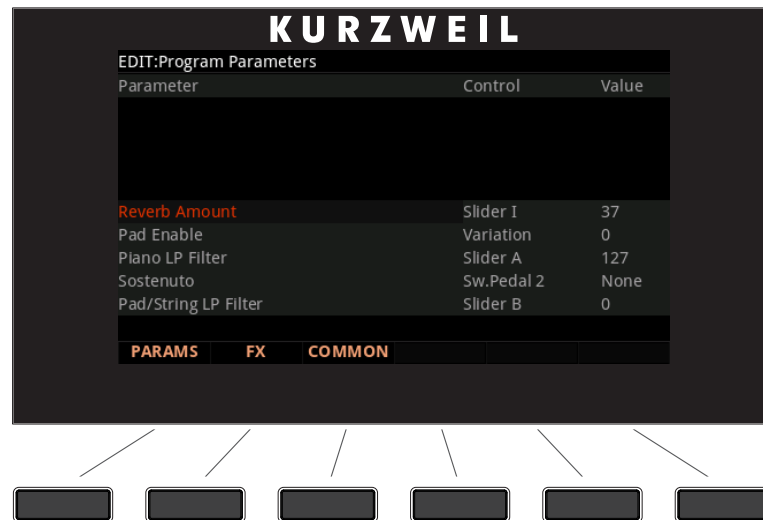 KURZWEIL
EDIT:Program Parameters
Parameter Control Value
Reverb Amount Slider I 37
Pad Enable Variation 0
Piano LP Filter Slider A 127
Sostenuto Sw.Pedal 2 None
Pad/String LP Filter Slider B 0
PARAMS FX COMMON